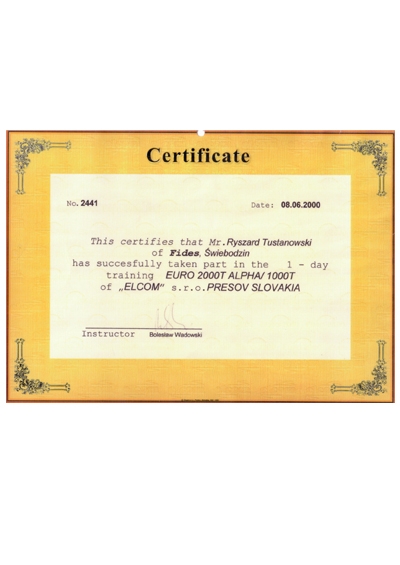 Certificate
No. 2441 Date: 08.06.2000
This certifies that Mr. Ryszard Tustanowski
of Fides, Świebodzin
has succesfully taken part in the 1 - day
training EURO 2000T ALPHA/ 1000T
of „ELCOM“ s.r.o. PRESOV SLOVAKIA
Instructor Bolesław Wadowski